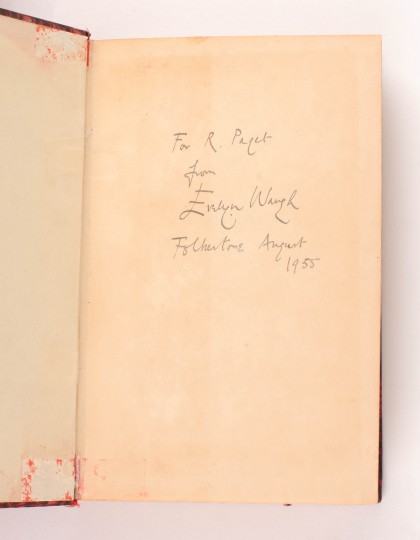 For R. Paget
from
Evelyn Waugh
Folkestone August
1955